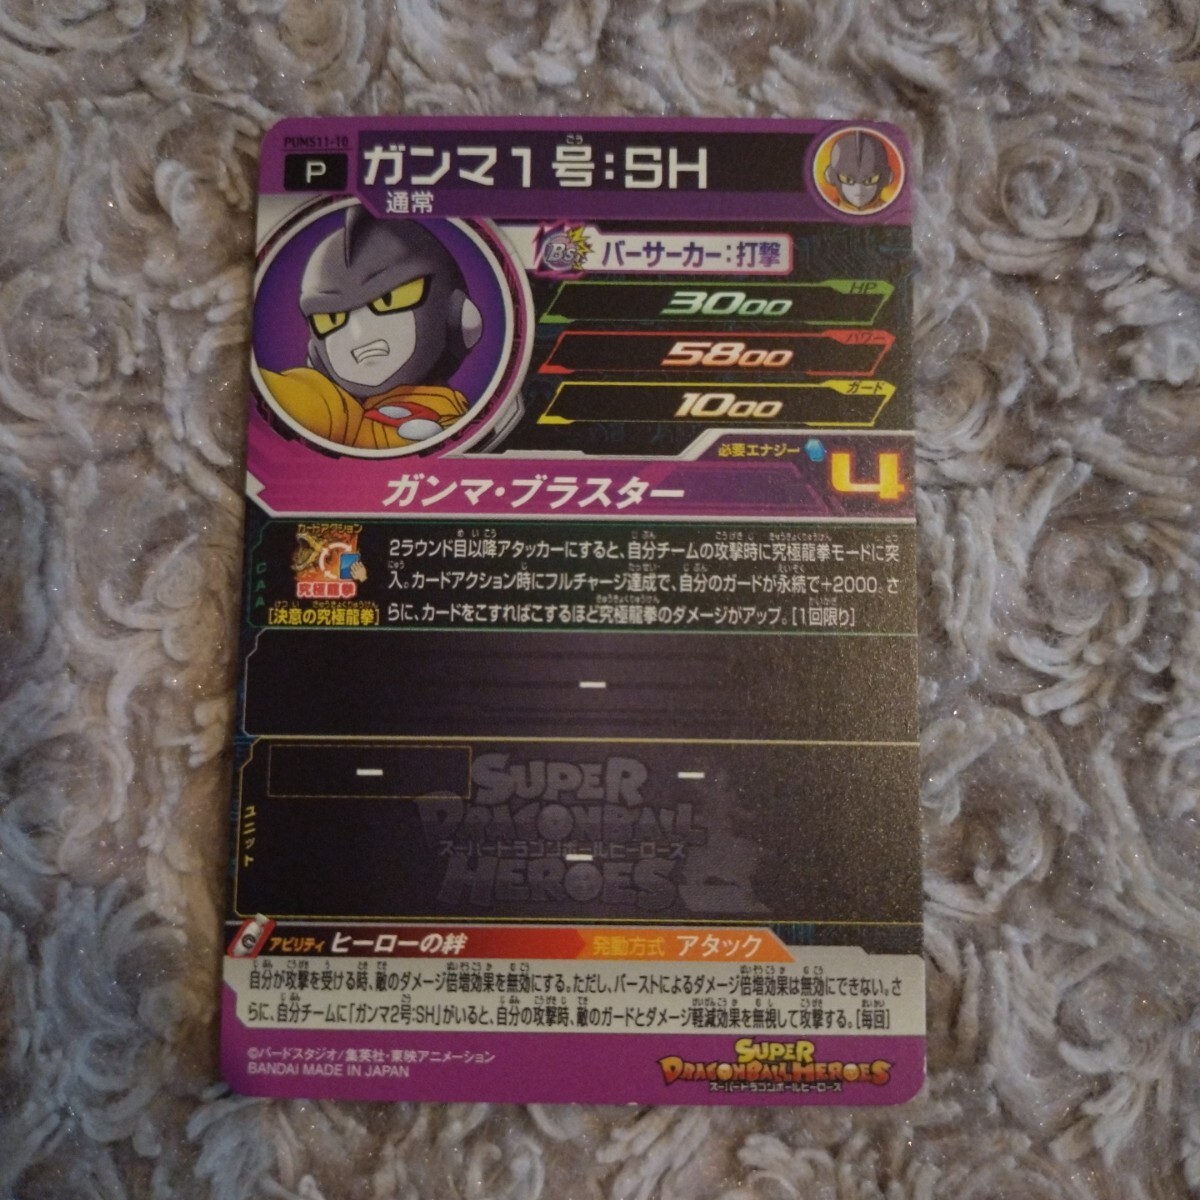 PUMS11-10
P
ガンマ1号:SH
ごう
通常
Bs
バーサーカー:打撃
HP
3000
パワー
5800
ガード
1000
必要エナジー
4
ガンマ・ブラスター
CAA
カードアクション
究極龍拳
[決意の究極龍拳]
2ラウンド目以降アタッカーにすると、自分チームの攻撃時に究極龍拳モードに突
入。カードアクション時にフルチャージ達成で、自分のガードが永続で+2000。さ
らに、カードをこすればこするほど究極龍拳のダメージがアップ。[1回限り]
ー
ー
ー
ユニット
ー
SUPER
DRAGONBALL
スーパードラゴンボールヒーローズ
HEROES
アビリティ ヒーローの絆
発動方式 アタック
自分が攻撃を受ける時、敵のダメージ倍増効果を無効にする。ただし、バーストによるダメージ倍増効果は無効にできない。さ
らに、自分チームに「ガンマ2号:SH」がいると、自分の攻撃時、敵のガードとダメージ軽減効果を無視して攻撃する。[毎回]
©バードスタジオ/集英社・東映アニメーション
BANDAI MADE IN JAPAN
SUPER
DRAGONBALL HEROES
スーパードラゴンボールヒーローズ